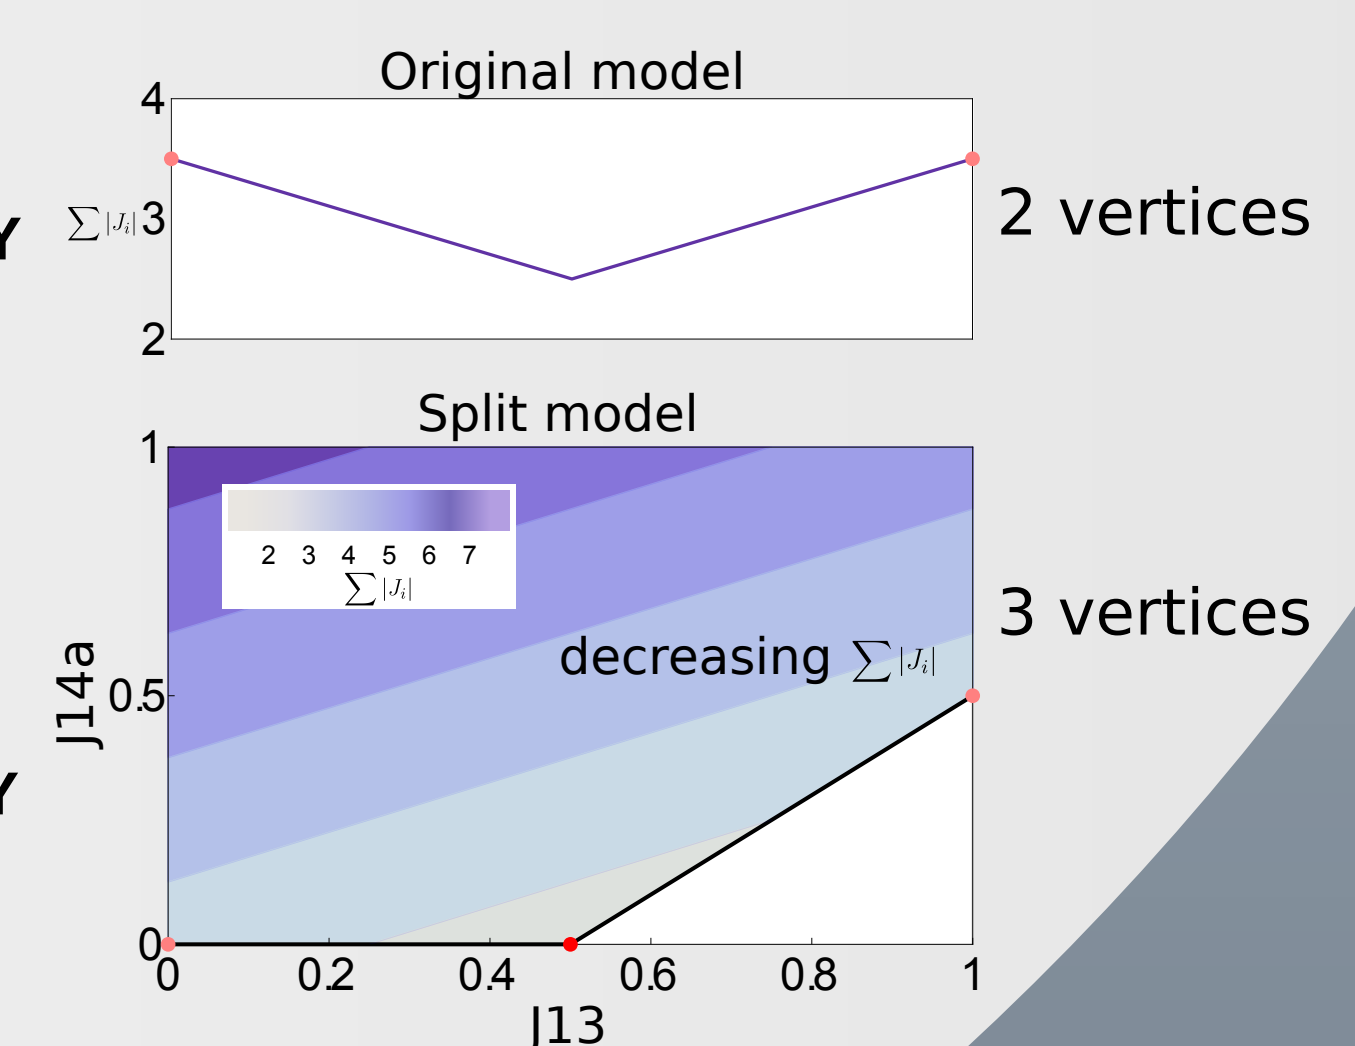 Original model
4
Y
∑|Jᵢ|
3
2 vertices
2
Split model
1
2 3 4 5 6 7
∑|Jᵢ|
3 vertices
decreasing ∑|Jᵢ|
J14a
0.5
Y
0
0 0.2 0.4 0.6 0.8 1
J13